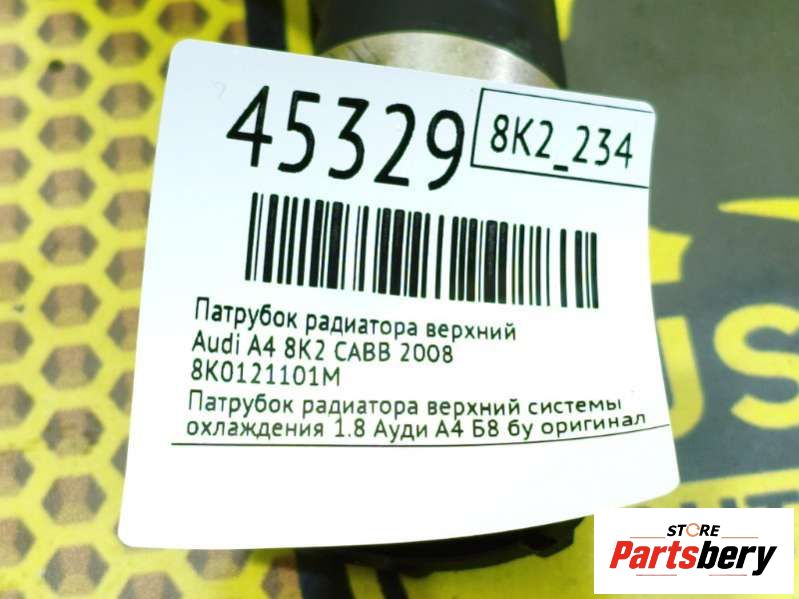 45329
8K2_234
Патрубок радиатора верхний
Audi A4 8K2 CABB 2008
8K0121101M
Патрубок радиатора верхний системы
охлаждения 1.8 Ауди А4 Б8 бу оригинал
STORE
Partsbery